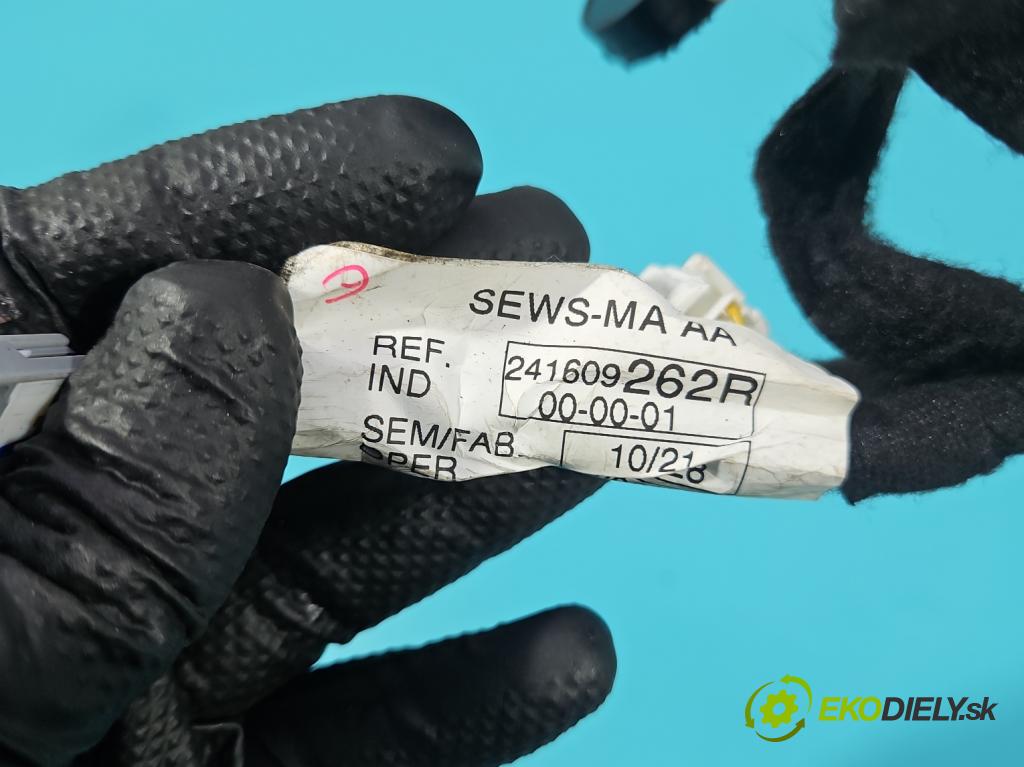 SEWS-MA AA
REF. 241609262R
IND 00-00-01
SEM/FAB 10/21
EKODIELY.sk